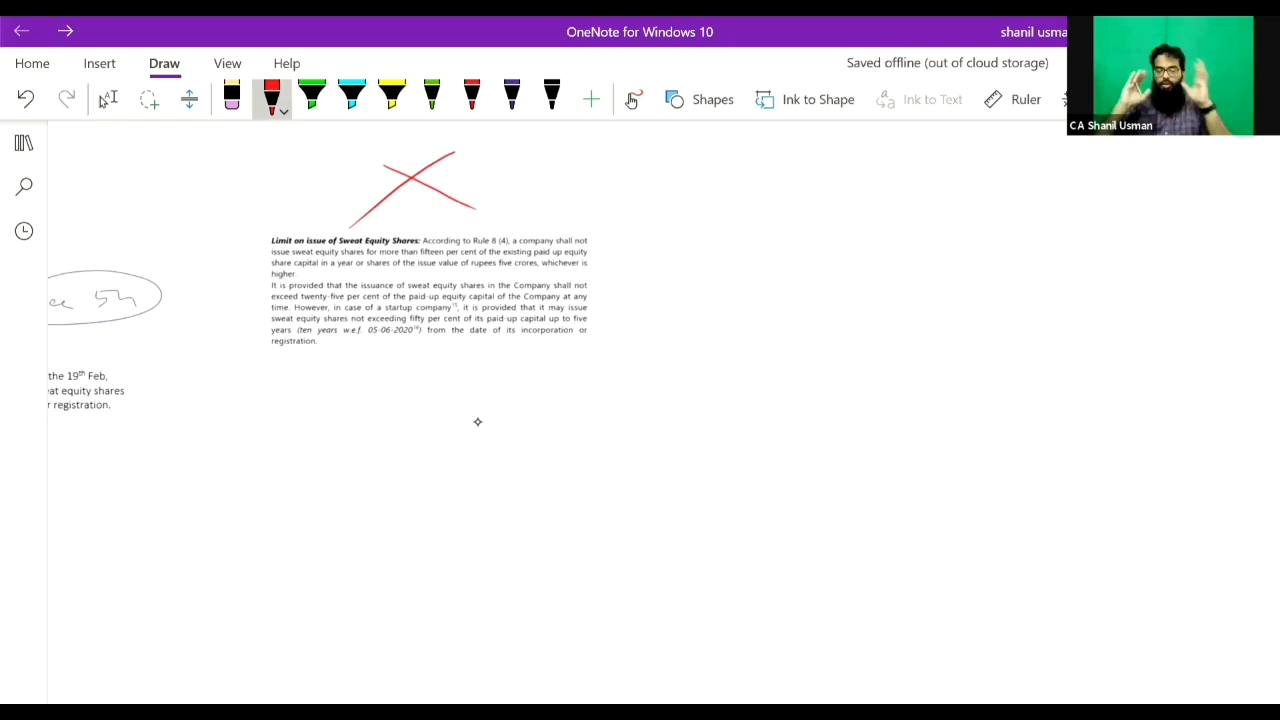 OneNote for Windows 10
shanil usma
Home Insert Draw View Help
Saved offline (out of cloud storage)
Shapes Ink to Shape Ink to Text Ruler
CA Shanil Usman
Limit on issue of Sweat Equity Shares: According to Rule 8 (4), a company shall not
issue sweat equity shares for more than fifteen per cent of the existing paid up equity
share capital in a year or shares of the issue value of rupees five crores, whichever is
higher.
It is provided that the issuance of sweat equity shares in the Company shall not
exceed twenty-five per cent of the paid-up equity capital of the Company at any
time. However, in case of a startup company¹⁵, it is provided that it may issue
sweat equity shares not exceeding fifty per cent of its paid-up capital up to five
years (ten years w.e.f. 05-06-2020¹⁶) from the date of its incorporation or
registration.
54
the 19th Feb,
at equity shares
r registration.